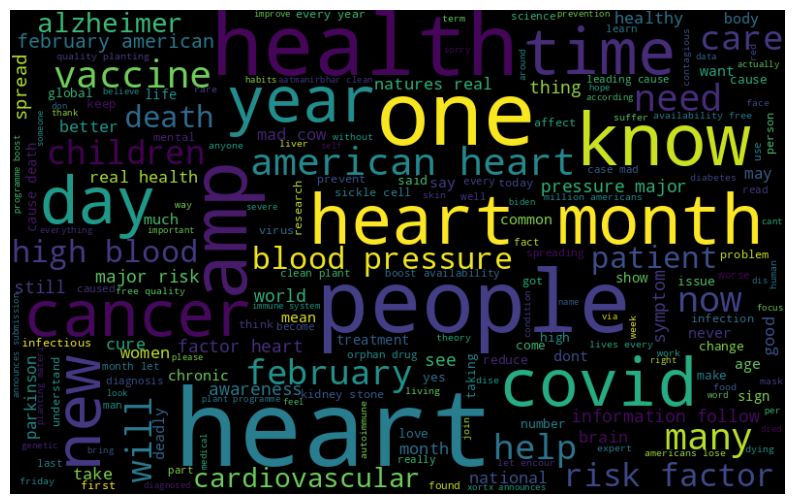 improve
every year
term
science
prevention
body
alzheimer
health
time
healthy
care
sorry
learn
february american
data
red
contagious
quality planting
habits
aatmanirbhar clean
around
actually
vaccine
year
natures real
leading cause
spread
global
believe
life
rare
hope
want
cause
thing
one
need
according
face
don
keep
suffer
availability free
someone
thank
better
death
mad cow
affect
know
use
person
mental
without
programme boost
cause death
children
anyone
liver
self
american heart
case mad
may
diabetes
real health
prevent
sickle cell
said
say
every
today
pressure major
million americans
read
way
severe
skin
well
biden
day
amp
heart month
much
research
virus
common
fact
cant
everything
important
spreading
high blood
blood pressure
patient
problem
major risk
clean plant
boost availability
show
worse
dis
human
still
caused
free quality
world
got
issue
cancer
people
now
immune system
name
via
infection
condition
week
symptom
focus
announces submission
infectious
cure
factor heart
mean
think
become
theory
high
never
good
women
please
treatment
orphan drug
come
dont
lives every
work
right
change
planting mater
month let
chronic
reduce
age
parkinson
understand
new
february
see
taking
covid
make
mask
diagnosis
awareness
yes
dise
food
look
kidney stone
number
sign
word
per
man
plant programme
living
feel
heart
will
deadly
autoimmune
join
love
month
information follow
died
genetic
bring
medical
really
help
brain
many
expert
dying
last
take
part
let encour
americans lose
friday
first
diagnosed
cardiovascular
found
xortx announces
national
risk factor